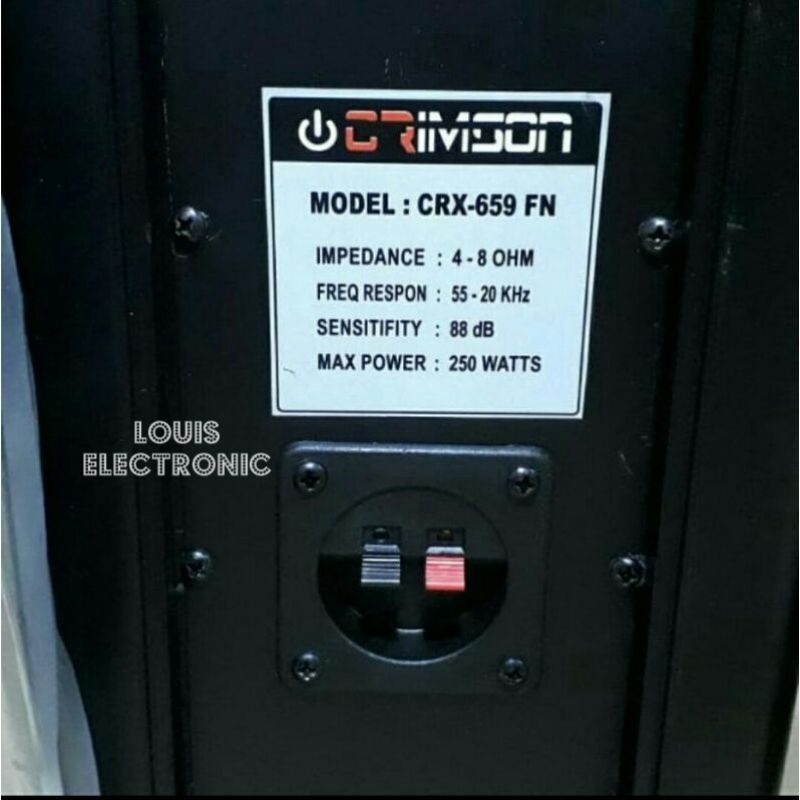 CRIMSON
MODEL : CRX-659 FN
IMPEDANCE : 4 - 8 OHM
FREQ RESPON : 55 - 20 KHz
SENSITIFITY : 88 dB
MAX POWER : 250 WATTS
LOUIS
ELECTRONIC